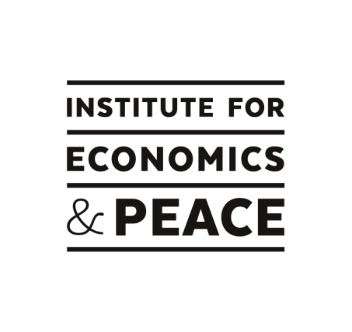 INSTITUTE FOR
ECONOMICS
& PEACE